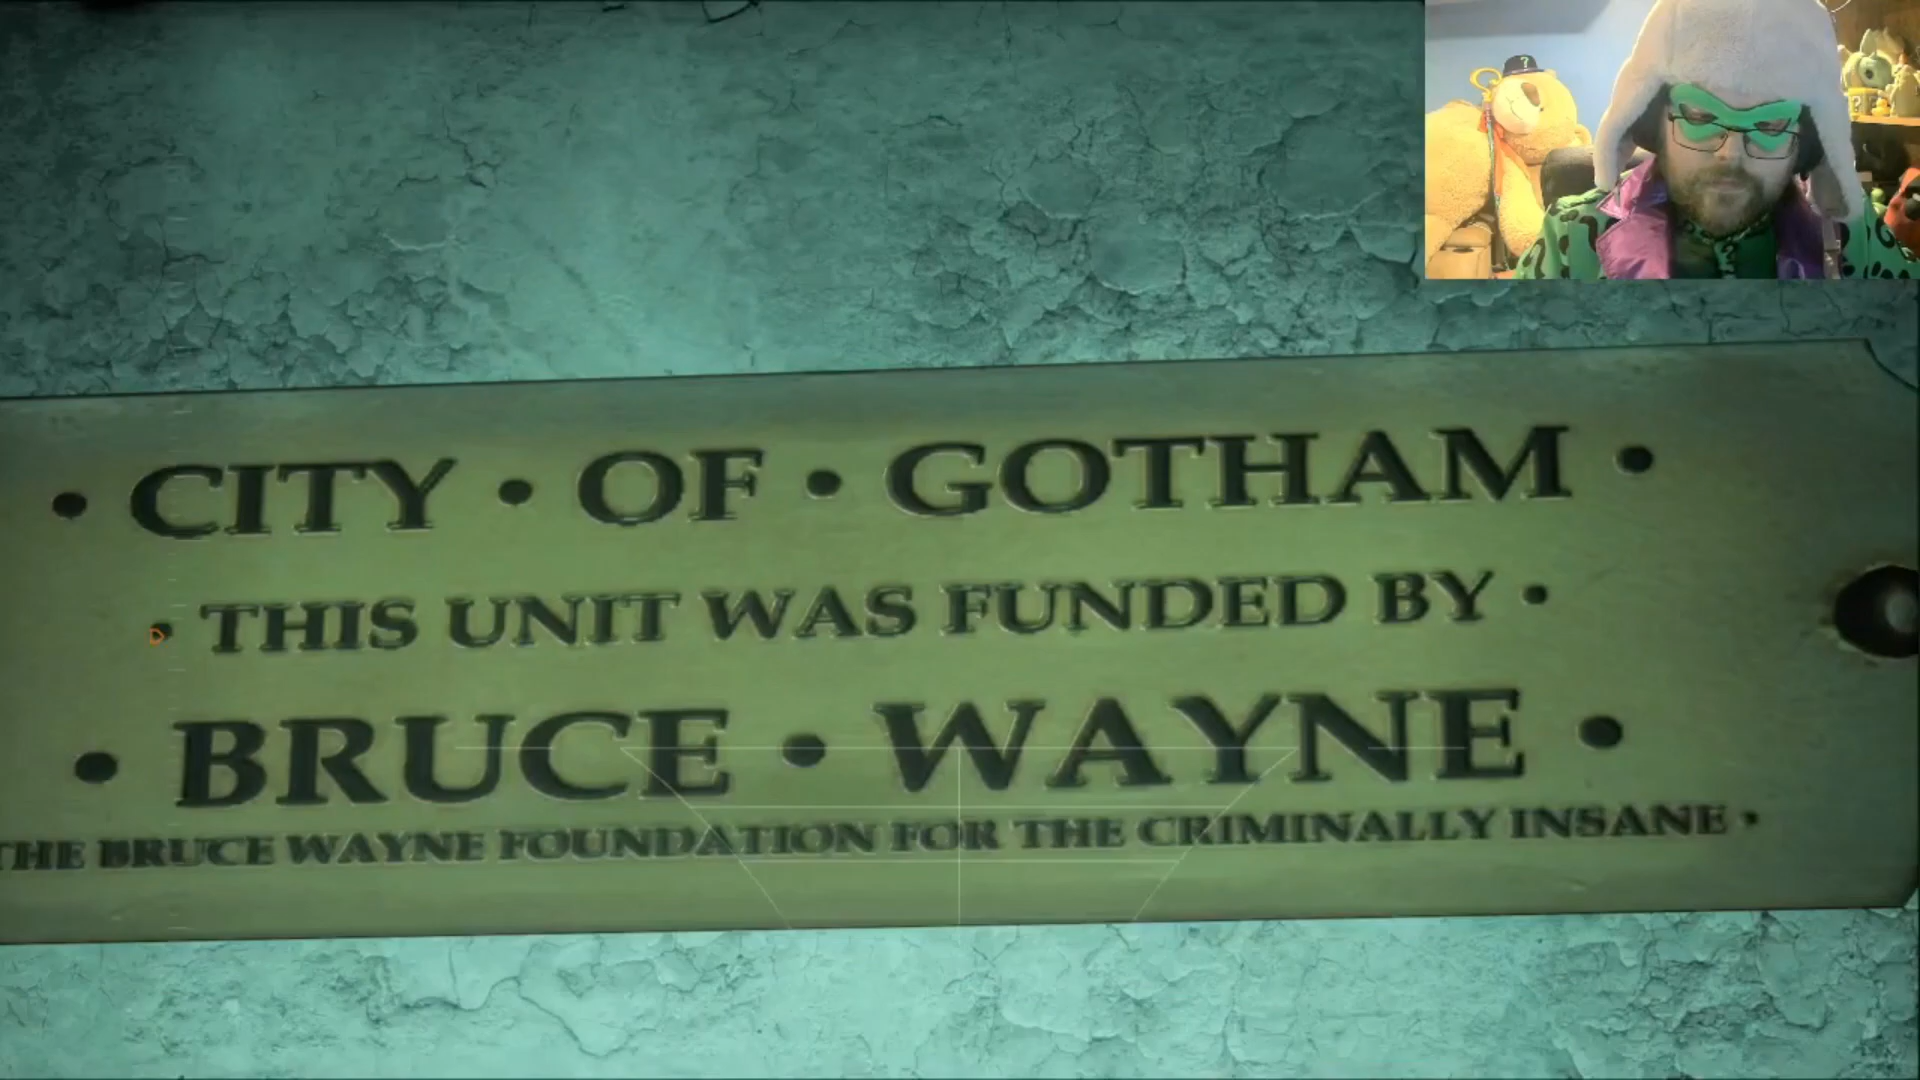 • CITY • OF • GOTHAM •
• THIS UNIT WAS FUNDED BY •
• BRUCE • WAYNE •
THE BRUCE WAYNE FOUNDATION FOR THE CRIMINALLY INSANE •
?